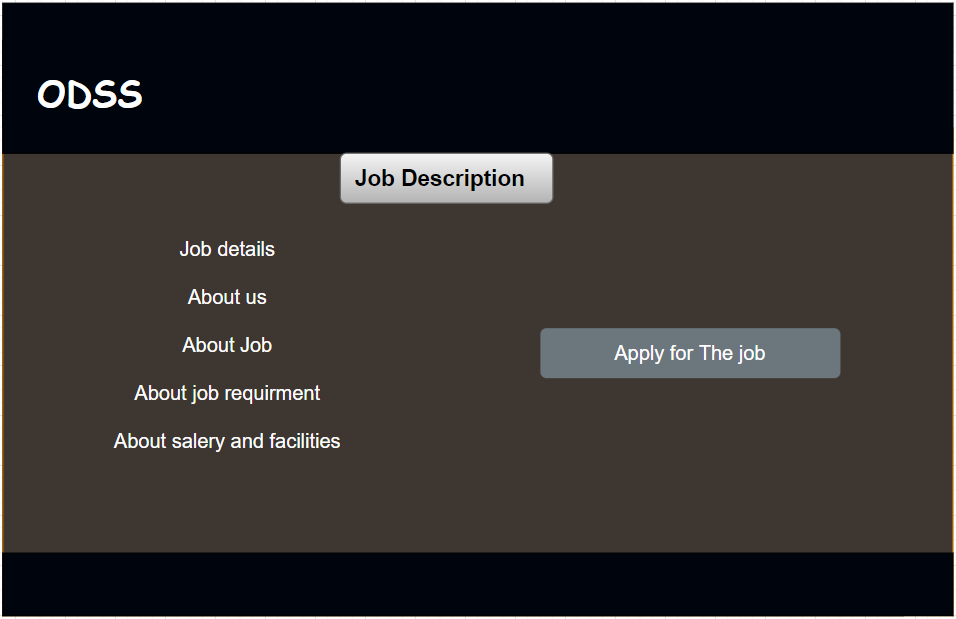 ODSS
Job Description
Job details
About us
About Job
Apply for The job
About job requirment
About salery and facilities